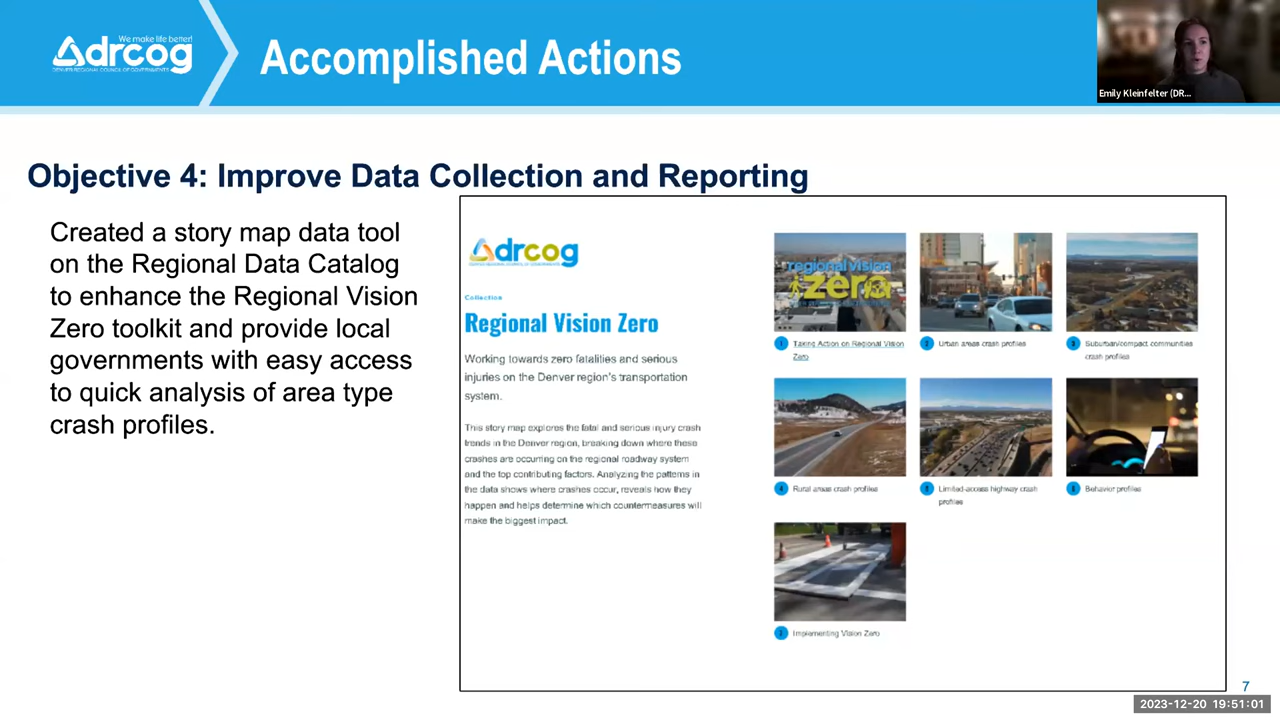 We make life better!
drcog
DENVER REGIONAL COUNCIL OF GOVERNMENTS
Accomplished Actions
Emily Kleinfelter (DR...
Objective 4: Improve Data Collection and Reporting
Created a story map data tool
on the Regional Data Catalog
to enhance the Regional Vision
Zero toolkit and provide local
governments with easy access
to quick analysis of area type
crash profiles.
drcog
Collection
Regional Vision Zero
Working towards zero fatalities and serious
injuries on the Denver region's transportation
system.
This story map explores the fatal and serious injury crash
trends in the Denver region, breaking down where these
crashes are occurring on the regional roadway system
and the top contributing factors. Analyzing the patterns in
the data shows where crashes occur, reveals how they
happen and helps determine which countermeasures will
make the biggest impact.
regional vision
zero
1 Taking Action on Regional Vision
Zero
2 Urban areas crash profiles
3 Suburban/compact communities
crash profiles
4 Rural areas crash profiles
5 Limited-access highway crash
profiles
6 Behavior profiles
7 Implementing Vision Zero
7
2023-12-20 19:51:01